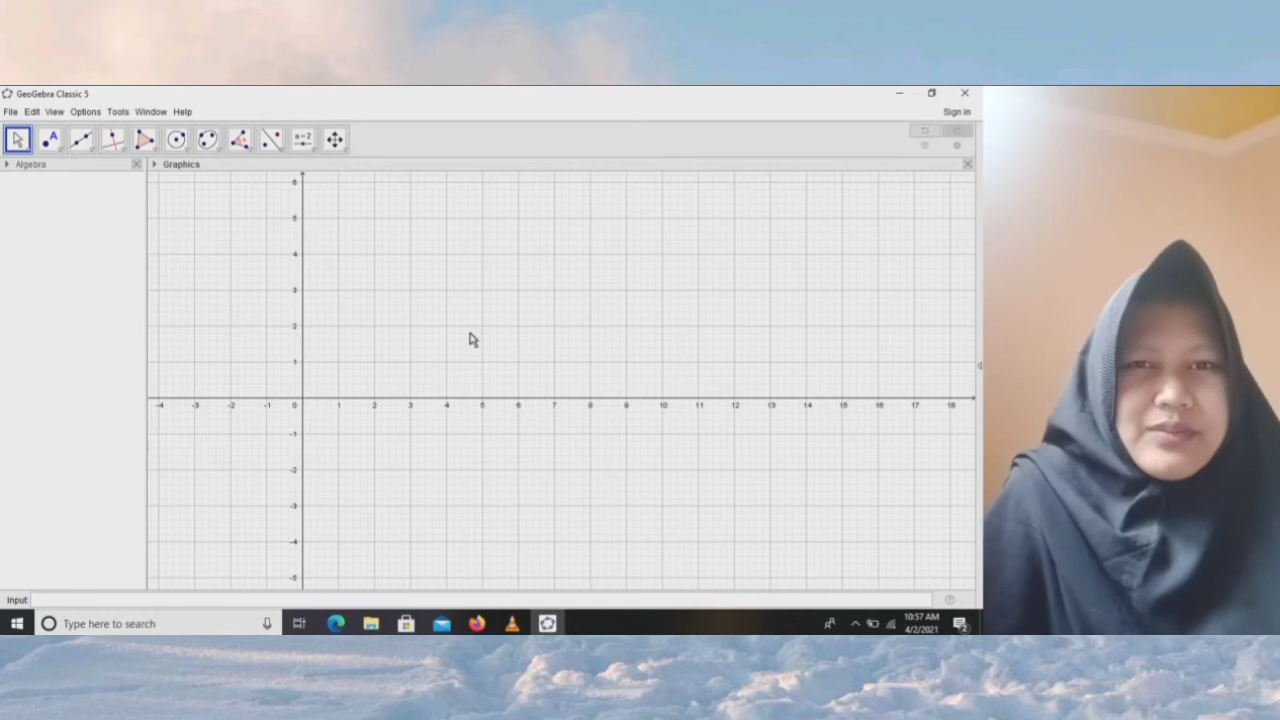 GeoGebra Classic 5
File Edit View Options Tools Window Help Sign in
A a=2
Algebra Graphics
6
5
4
3
2
1
-4 -3 -2 -1 0 1 2 3 4 5 6 7 8 9 10 11 12 13 14 15 16 17 18
-1
-2
-3
-4
-5
Input:
Type here to search
10:57 AM
4/2/2021
2